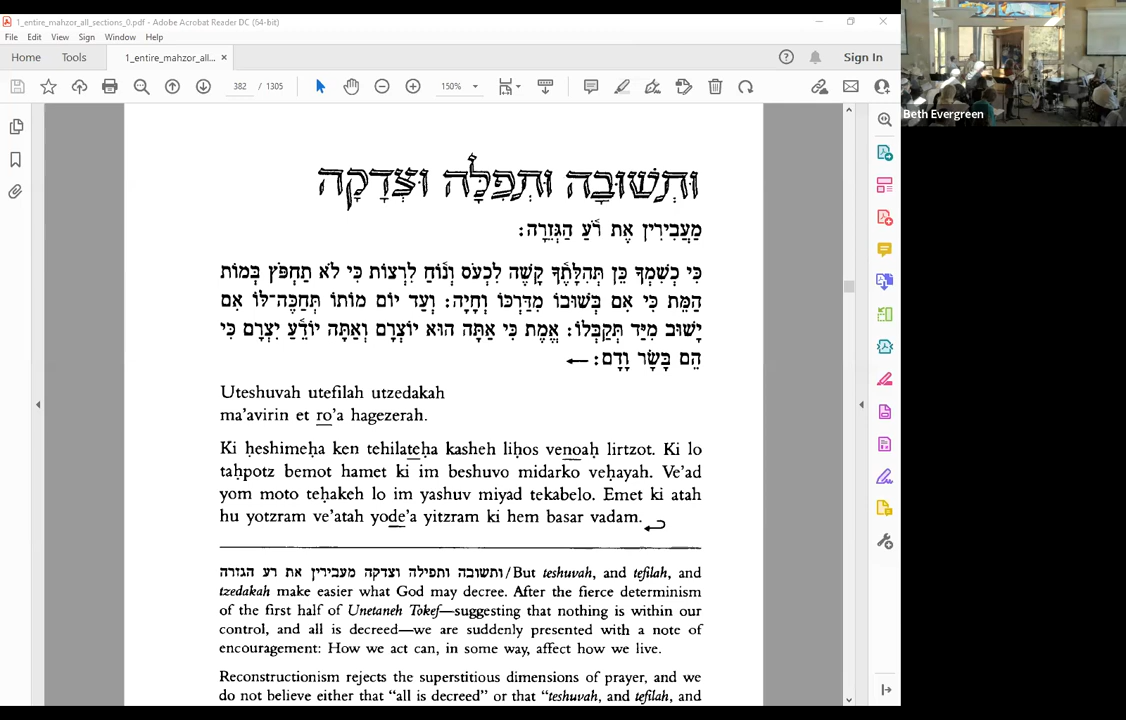 1_entire_mahzor_all_sections_0.pdf - Adobe Acrobat Reader DC (64-bit)
File Edit View Sign Window Help
Home Tools 1_entire_mahzor_all... × Sign In
382 / 1305 150%
Beth Evergreen
וּתְשׁוּבָה וּתְפִלָּה וּצְדָקָה
מַעֲבִירִין אֶת רֹ֫עַ הַגְּזֵרָה:
כִּי כְשִׁמְךָ כֵּן תְּהִלָּתֶ֫ךָ קָשֶׁה לִכְעֹס וְנ֫וֹחַ לִרְצוֹת כִּי לֹא תַחְפֹּץ בְּמוֹת
הַמֵּת כִּי אִם בְּשׁוּבוֹ מִדַּרְכּוֹ וְחָיָה: וְעַד יוֹם מוֹתוֹ תְּחַכֶּה־לּוֹ אִם
יָשׁוּב מִיַּד תְּקַבְּלוֹ: אֱמֶת כִּי אַתָּה הוּא יוֹצְרָם וְאַתָּה יוֹדֵ֫עַ יִצְרָם כִּי
הֵם בָּשָׂר וָדָם: ←
Uteshuvah utefilah utzedakah
ma'avirin et ro'a hagezerah.
Ki ḥeshimeḥa ken tehilateḥa kasheh liḥos venoaḥ lirtzot. Ki lo
taḥpotz bemot hamet ki im beshuvo midarko veḥayah. Ve'ad
yom moto teḥakeh lo im yashuv miyad tekabelo. Emet ki atah
hu yotzram ve'atah yode'a yitzram ki hem basar vadam.
ותשובה ותפילה וצדקה מעבירין את רע הגזרה/But teshuvah, and tefilah, and
tzedakah make easier what God may decree. After the fierce determinism
of the first half of Unetaneh Tokef—suggesting that nothing is within our
control, and all is decreed—we are suddenly presented with a note of
encouragement: How we act can, in some way, affect how we live.
Reconstructionism rejects the superstitious dimensions of prayer, and we
do not believe either that “all is decreed” or that “teshuvah, and tefilah, and